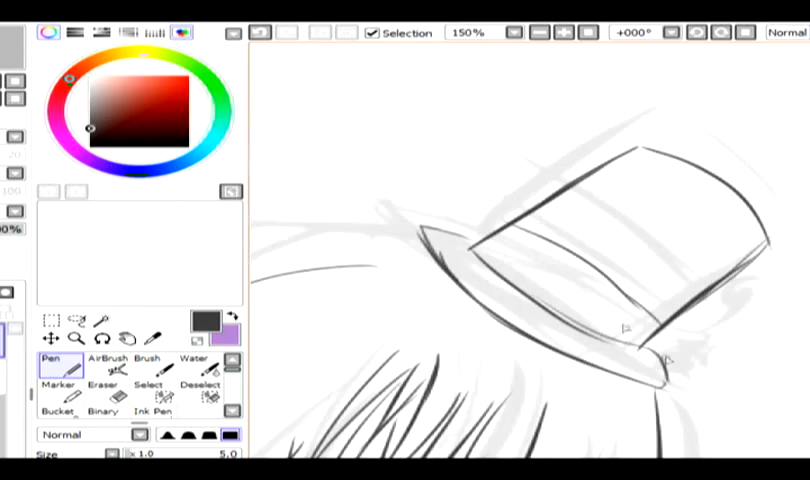 Selection 150% +000° Normal
20
100
0%
Pen AirBrush Brush Water
Marker Eraser Select Deselect
Bucket Binary Ink Pen
Normal
Size x 1.0 5.0